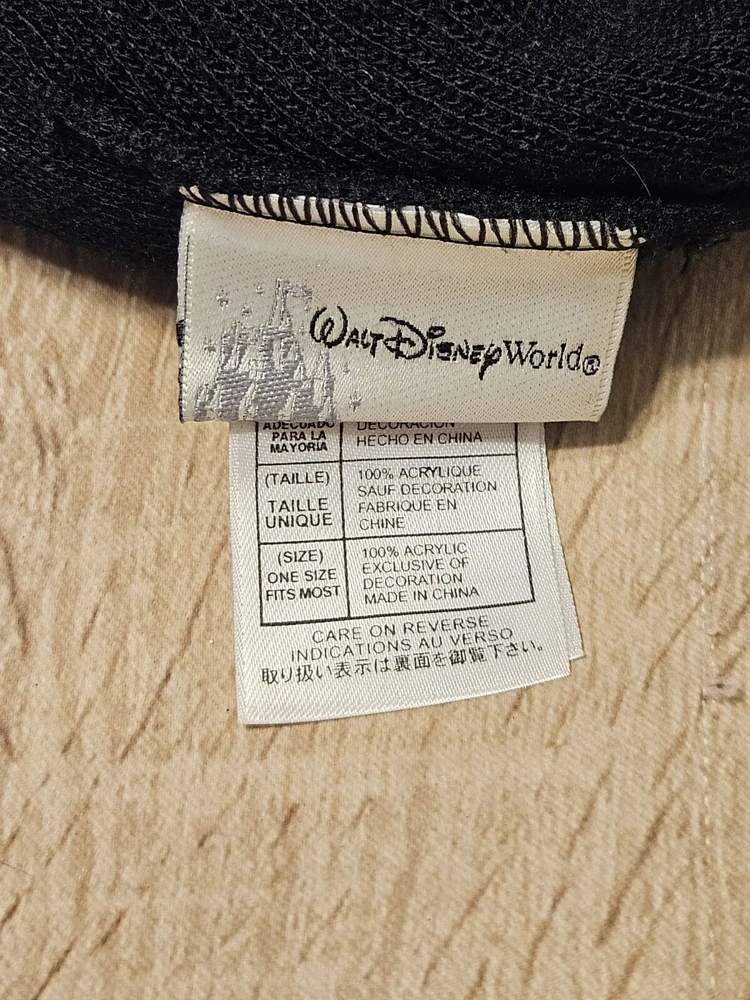 Walt Disney World®
ADECUADO
PARA LA
MAYORIA
DECORACION
HECHO EN CHINA
(TAILLE)
TAILLE
UNIQUE
100% ACRYLIQUE
SAUF DECORATION
FABRIQUE EN
CHINE
(SIZE)
ONE SIZE
FITS MOST
100% ACRYLIC
EXCLUSIVE OF
DECORATION
MADE IN CHINA
CARE ON REVERSE
INDICATIONS AU VERSO
取り扱い表示は裏面を御覧下さい。